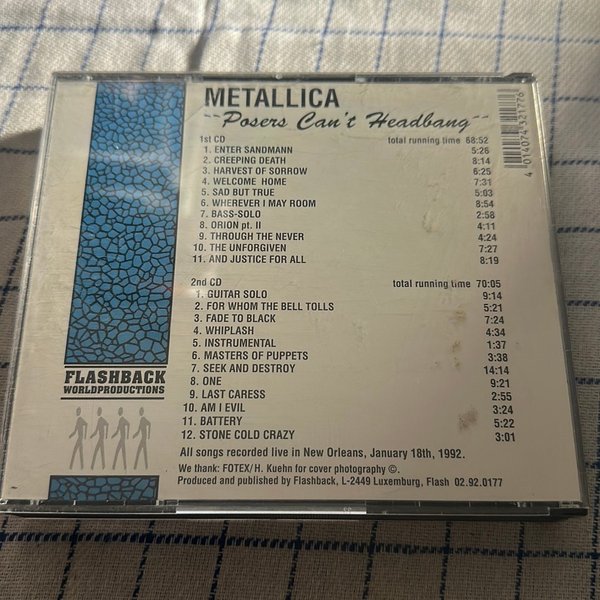 METALLICA
--Posers Can't Headbang--
1st CD total running time 68:52
1. ENTER SANDMANN 5:26
2. CREEPING DEATH 8:14
3. HARVEST OF SORROW 6:25
4. WELCOME HOME 7:31
5. SAD BUT TRUE 5:03
6. WHEREVER I MAY ROOM 8:54
7. BASS-SOLO 2:58
8. ORION pt. II 4:11
9. THROUGH THE NEVER 4:24
10. THE UNFORGIVEN 7:27
11. AND JUSTICE FOR ALL 8:19
2nd CD total running time 70:05
1. GUITAR SOLO 9:14
2. FOR WHOM THE BELL TOLLS 5:21
3. FADE TO BLACK 7:24
4. WHIPLASH 4:34
5. INSTRUMENTAL 1:37
6. MASTERS OF PUPPETS 3:38
7. SEEK AND DESTROY 14:14
8. ONE 9:21
9. LAST CARESS 2:55
10. AM I EVIL 3:24
11. BATTERY 5:22
12. STONE COLD CRAZY 3:01
All songs recorded live in New Orleans, January 18th, 1992.
We thank: FOTEX/ H. Kuehn for cover photography ©.
Produced and published by Flashback, L-2449 Luxemburg, Flash 02.92.0177
FLASHBACK
WORLDPRODUCTIONS
4 014074 321776